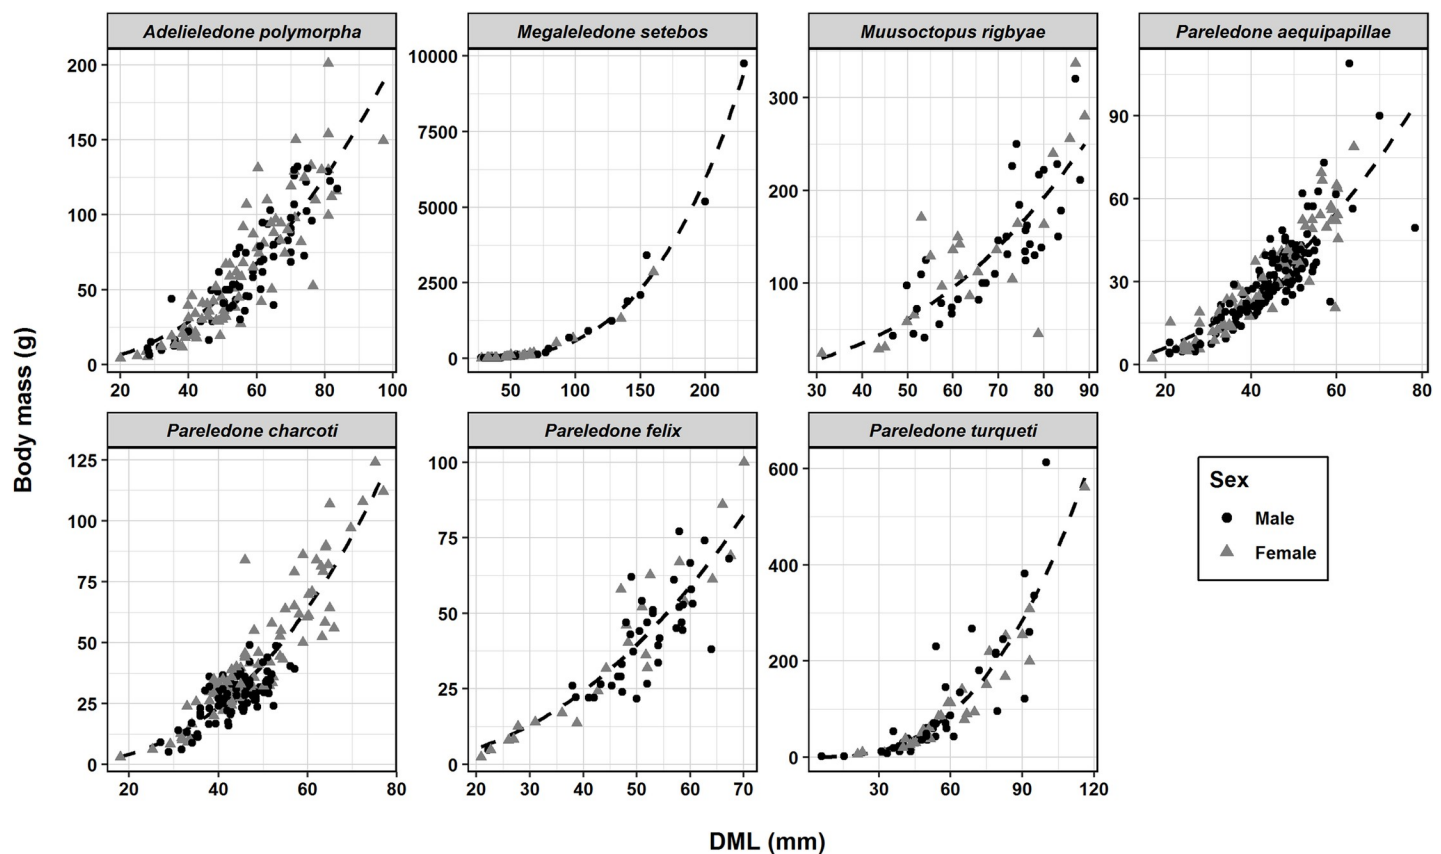 Adelieledone polymorpha
Megaleledone setebos
Muusoctopus rigbyae
Pareledone aequipapillae
200
150
100
50
0
20 40 60 80 100
10000
7500
5000
2500
0
50 100 150 200
300
200
100
30 40 50 60 70 80 90
90
60
30
0
20 40 60 80
Body mass (g)
Pareledone charcoti
Pareledone felix
Pareledone turqueti
125
100
75
50
25
0
20 40 60 80
100
75
50
25
0
20 30 40 50 60 70
600
400
200
0
30 60 90 120
Sex
Male
Female
DML (mm)